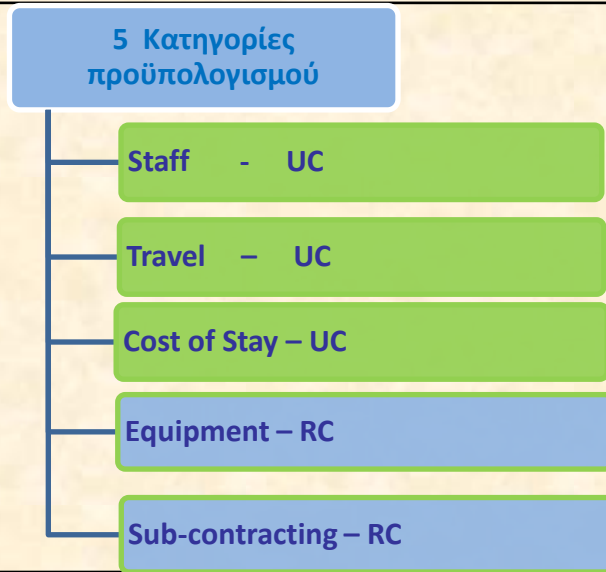 5 Κατηγορίες
προϋπολογισμού
Staff - UC
Travel – UC
Cost of Stay – UC
Equipment – RC
Sub-contracting – RC